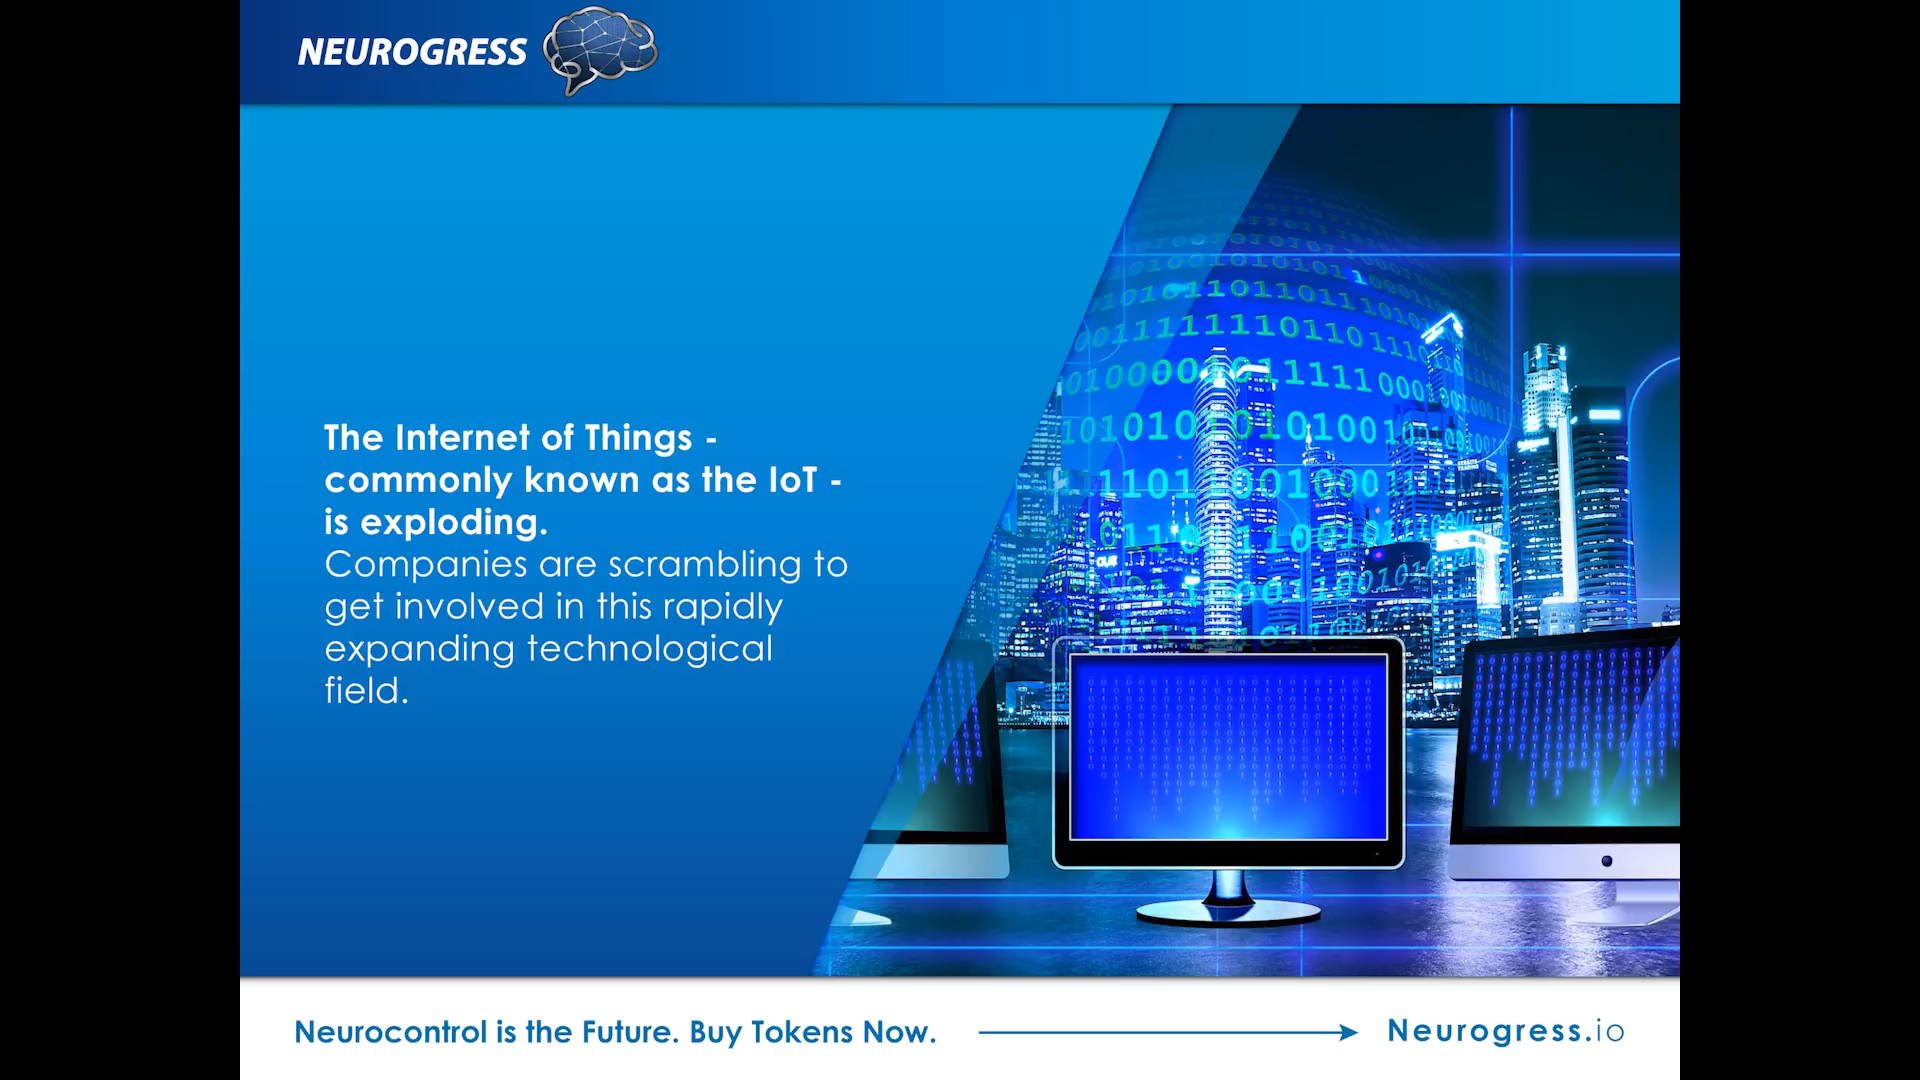 NEUROGRESS
The Internet of Things -
commonly known as the IoT -
is exploding.
Companies are scrambling to
get involved in this rapidly
expanding technological
field.
Neurocontrol is the Future. Buy Tokens Now.
Neurogress.io